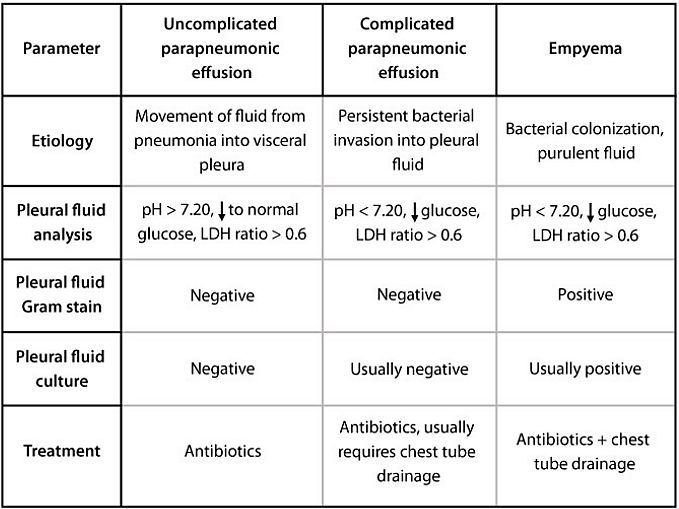 Parameter
Uncomplicated
parapneumonic
effusion
Complicated
parapneumonic
effusion
Empyema
Etiology
Movement of fluid from
pneumonia into visceral
pleura
Persistent bacterial
invasion into pleural
fluid
Bacterial colonization,
purulent fluid
Pleural fluid
analysis
pH > 7.20, ↓ to normal
glucose, LDH ratio > 0.6
pH < 7.20, ↓ glucose,
LDH ratio > 0.6
pH < 7.20, ↓ glucose,
LDH ratio > 0.6
Pleural fluid
Gram stain
Negative
Negative
Positive
Pleural fluid
culture
Negative
Usually negative
Usually positive
Treatment
Antibiotics
Antibiotics, usually
requires chest tube
drainage
Antibiotics + chest
tube drainage